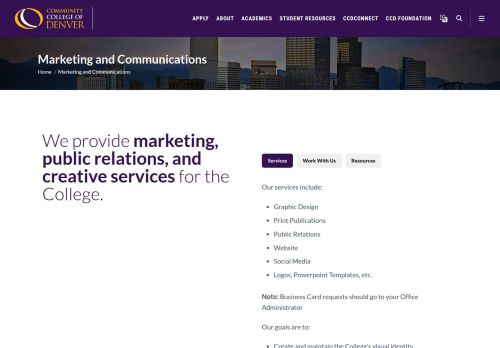 COMMUNITY
COLLEGE OF
DENVER
APPLY ABOUT ACADEMICS STUDENT RESOURCES CCDCONNECT CCD FOUNDATION
Marketing and Communications
Home / Marketing and Communications
We provide marketing,
public relations, and
creative services for the
College.
Services Work With Us Resources
Our services include:
Graphic Design
Print Publications
Public Relations
Website
Social Media
Logos, Powerpoint Templates, etc.
Note: Business Card requests should go to your Office
Administrator
Our goals are to:
Create and maintain the College's visual identity